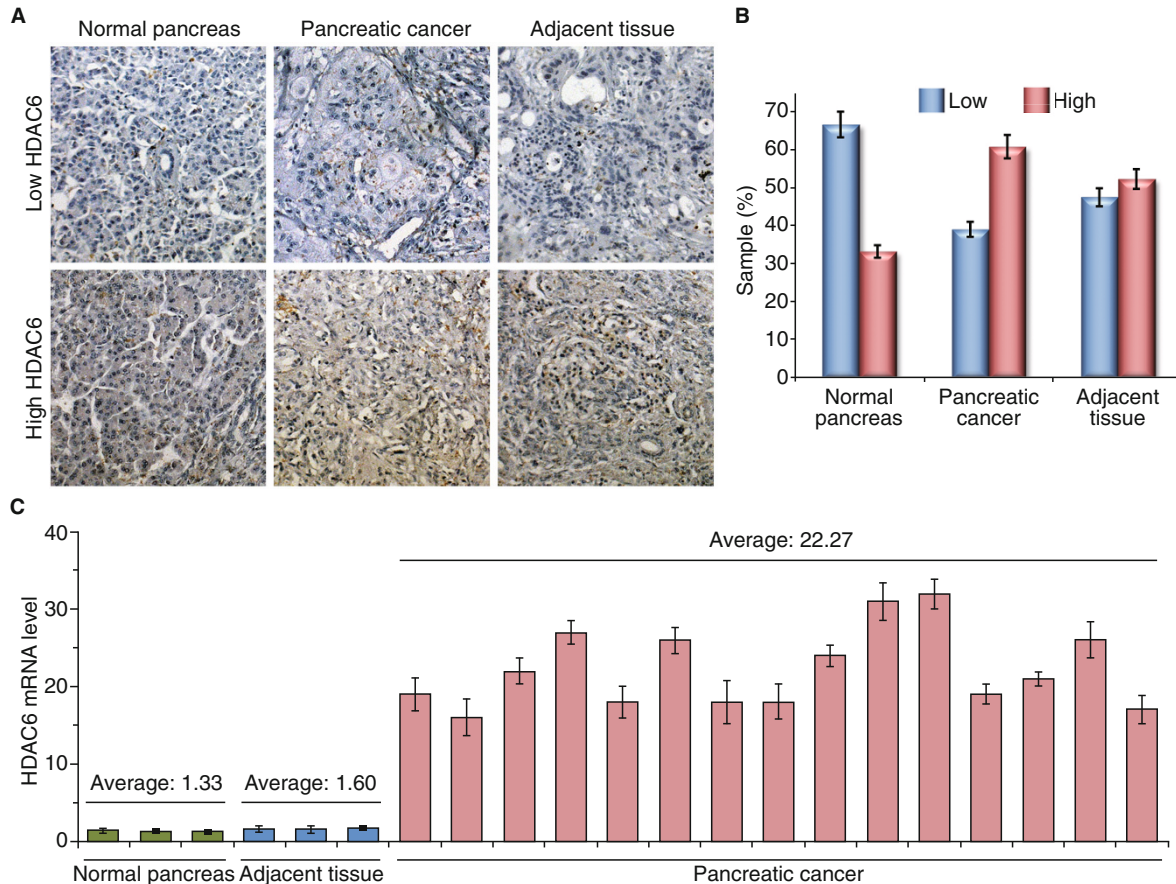 A
Normal pancreas
Pancreatic cancer
Adjacent tissue
Low HDAC6
High HDAC6
B
Low
High
Sample (%)
70
60
50
40
30
20
10
0
Normal
pancreas
Pancreatic
cancer
Adjacent
tissue
C
HDAC6 mRNA level
40
30
20
10
0
Average: 1.33
Average: 1.60
Average: 22.27
Normal pancreas
Adjacent tissue
Pancreatic cancer